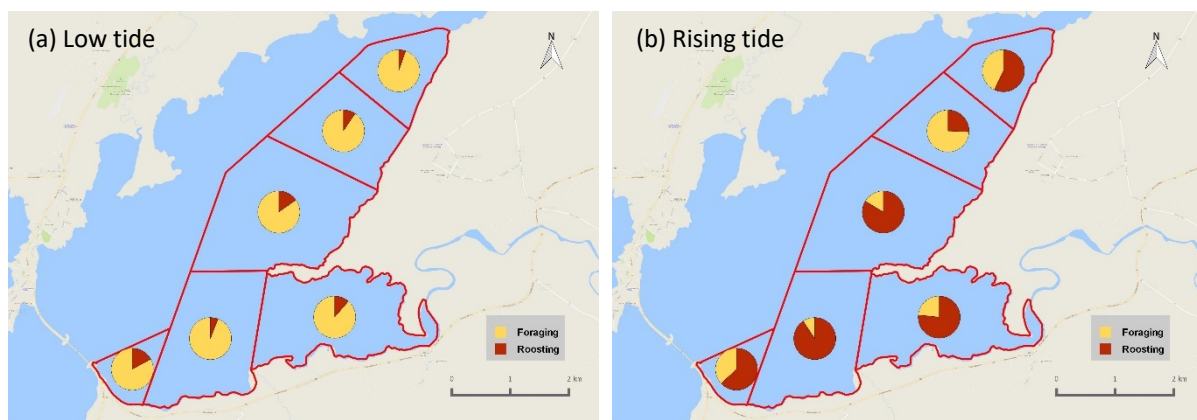 (a) Low tide
N
Foraging
Roosting
0 1 2 km
(b) Rising tide
N
Foraging
Roosting
0 1 2 km